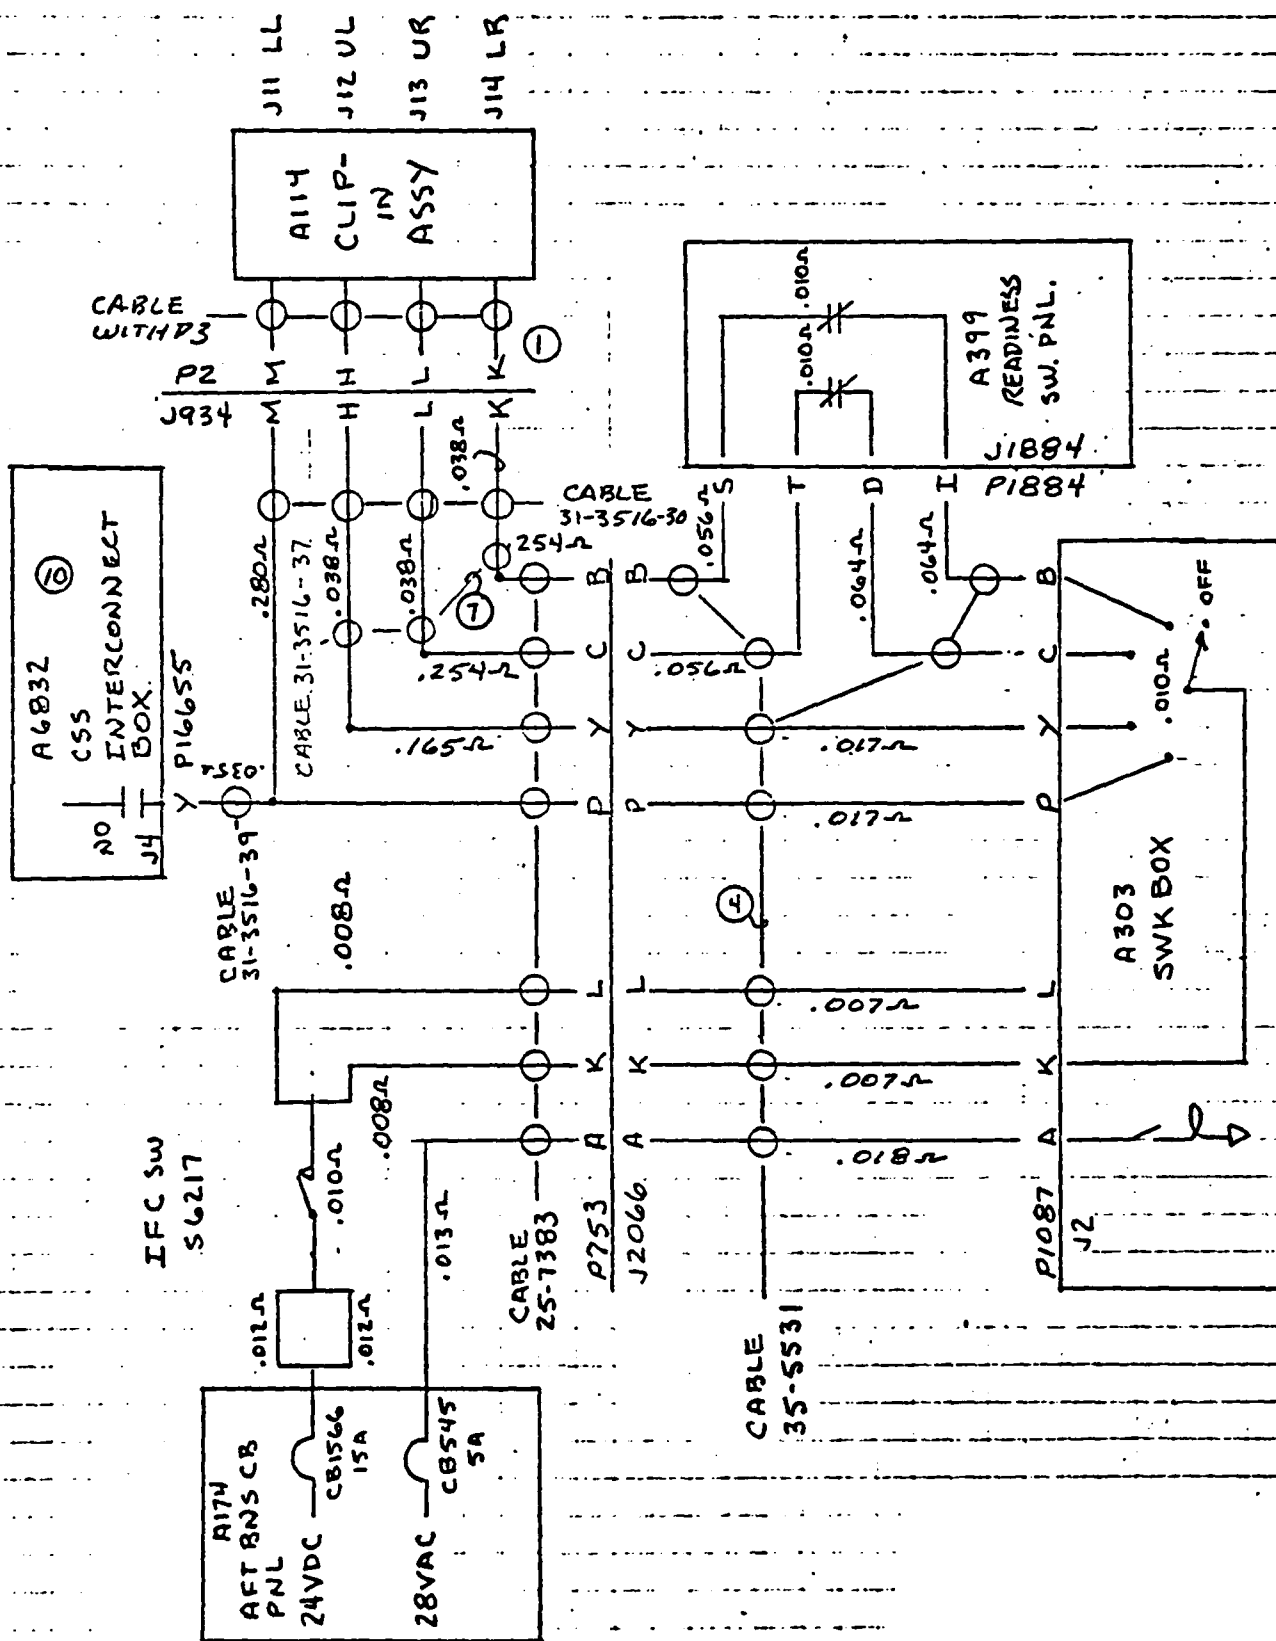 J11 LL
J12 UL
J13 UR
J14 LR
A114
CLIP-
IN
ASSY
CABLE
WITH P3
P2
J934
M
H
L
K
M
H
L
K
1
.038Ω
CABLE
31-3516-30
A6832
10
CSS
INTERCONNECT
BOX.
NO
J4
Y
P16655
.035Ω
CABLE
31-3516-39
.280Ω
CABLE 31-3516-37
.038Ω
.038Ω
7
.254Ω
.254Ω
.165Ω
.010Ω
.010Ω
A399
READINESS
SW. PNL.
J1884
P1884
S
T
D
I
.056Ω
.056Ω
.064Ω
.064Ω
B
C
Y
P
L
K
A
B
C
Y
P
L
K
A
P753
J2066
CABLE
25-7383
.017Ω
.017Ω
2
.007Ω
.007Ω
.018Ω
CABLE
35-5531
B
C
Y
P
L
K
A
P1087
J2
OFF
.010Ω
A303
SWK BOX
.008Ω
.008Ω
IFC SW
S6217
.010Ω
.013Ω
.012Ω
.012Ω
A174
AFT BNS CB
PNL
24VDC
CB1566
15A
28VAC
CB545
5A